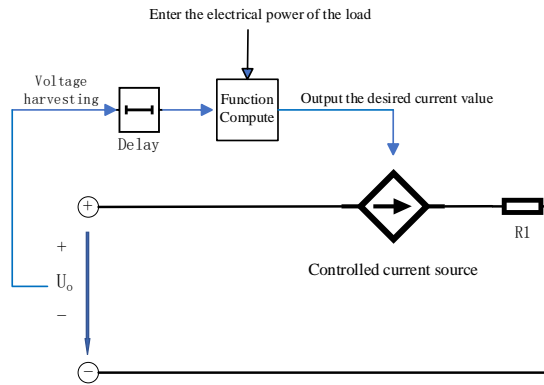 Enter the electrical power of the load
Voltage
harvesting
Function
Compute
Output the desired current value
Delay
+
+
R1
Controlled current source
U₀
−
−